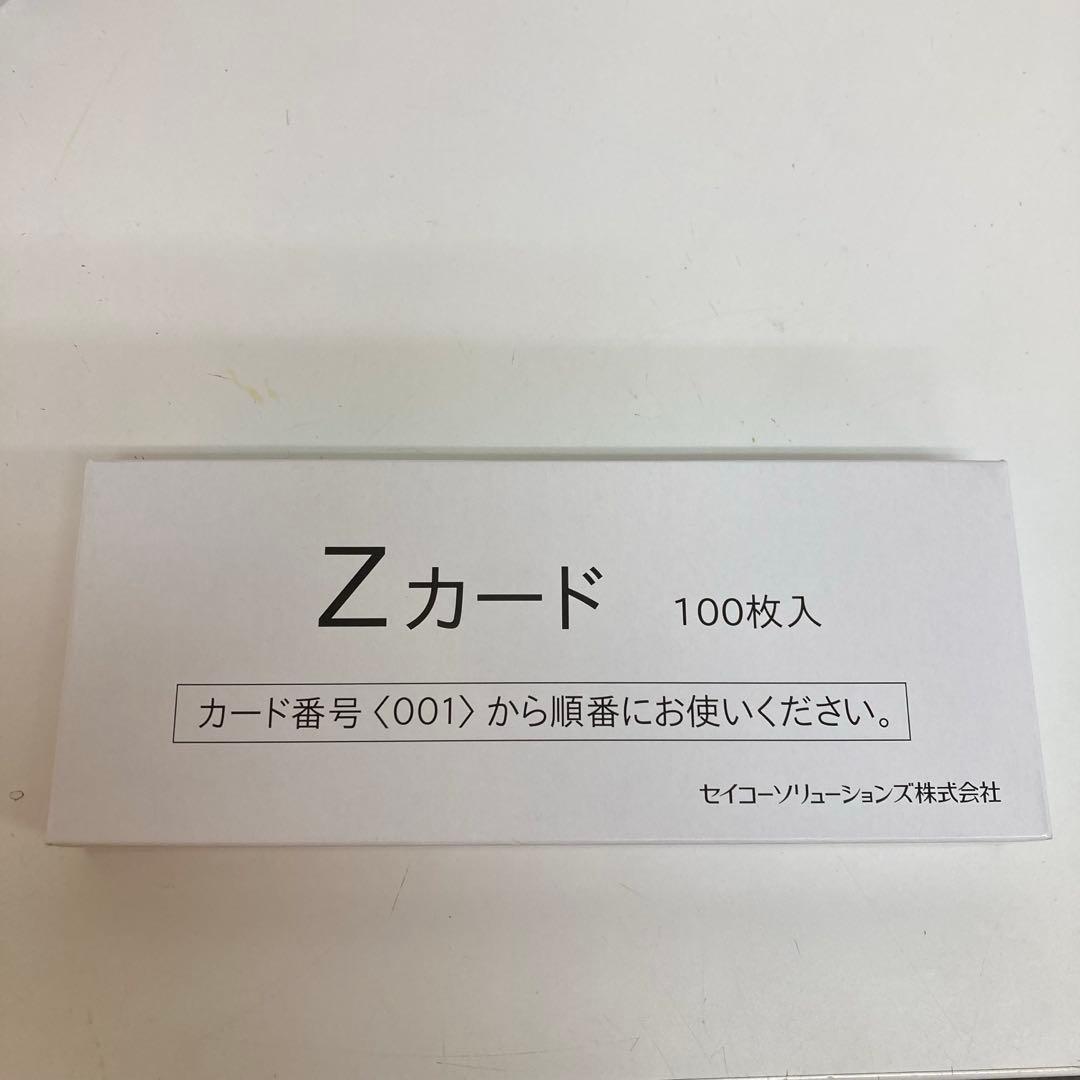 Zカード 100枚入
カード番号〈001〉から順番にお使いください。
セイコーソリューションズ株式会社